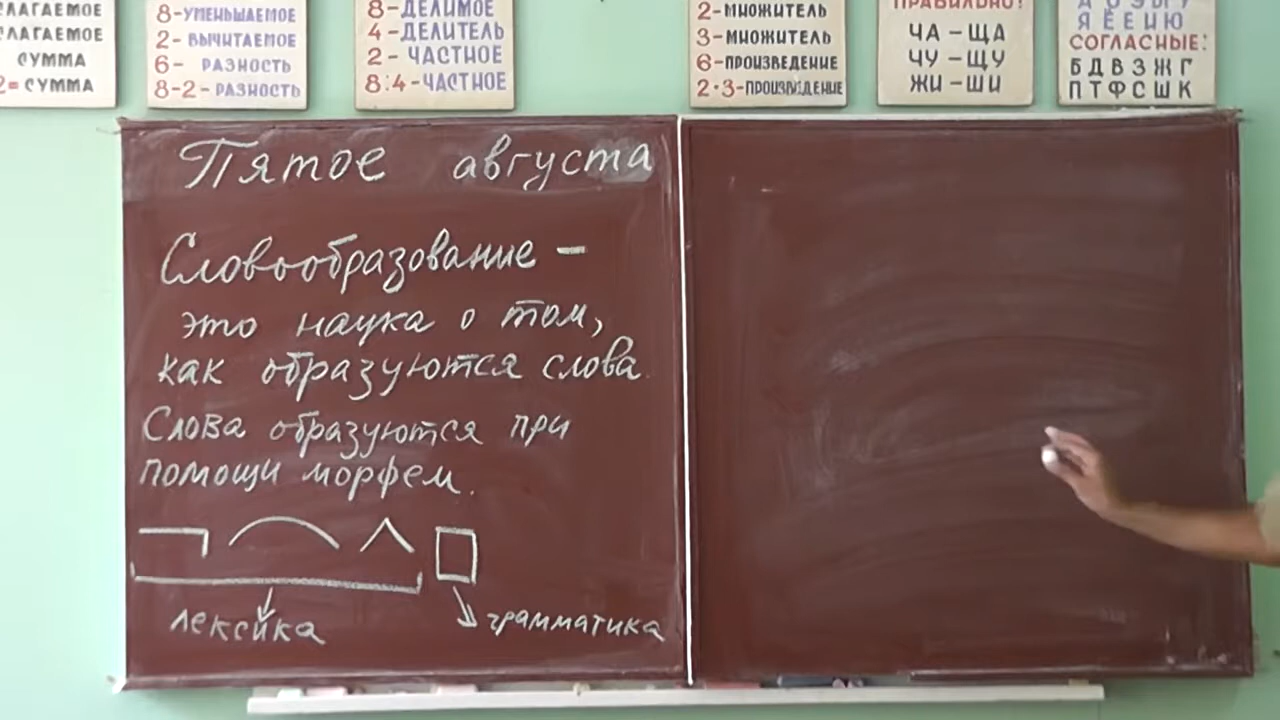 СЛАГАЕМОЕ
СЛАГАЕМОЕ
СУММА
2= СУММА
8-УМЕНЬШАЕМОЕ
2- ВЫЧИТАЕМОЕ
6- РАЗНОСТЬ
8-2-РАЗНОСТЬ
8-ДЕЛИМОЕ
4-ДЕЛИТЕЛЬ
2- ЧАСТНОЕ
8:4-ЧАСТНОЕ
2-МНОЖИТЕЛЬ
3-МНОЖИТЕЛЬ
6-ПРОИЗВЕДЕНИЕ
2·3-ПРОИЗВЕДЕНИЕ
ПРАВИЛЬНО!
ЧА – ЩА
ЧУ – ЩУ
ЖИ – ШИ
Я Ё Е И Ю
СОГЛАСНЫЕ:
Б Д В З Ж Г
П Т Ф С Ш К
Пятое августа
Словообразование –
это наука о том,
как образуются слова.
Слова образуются при
помощи морфем.
лексика
грамматика